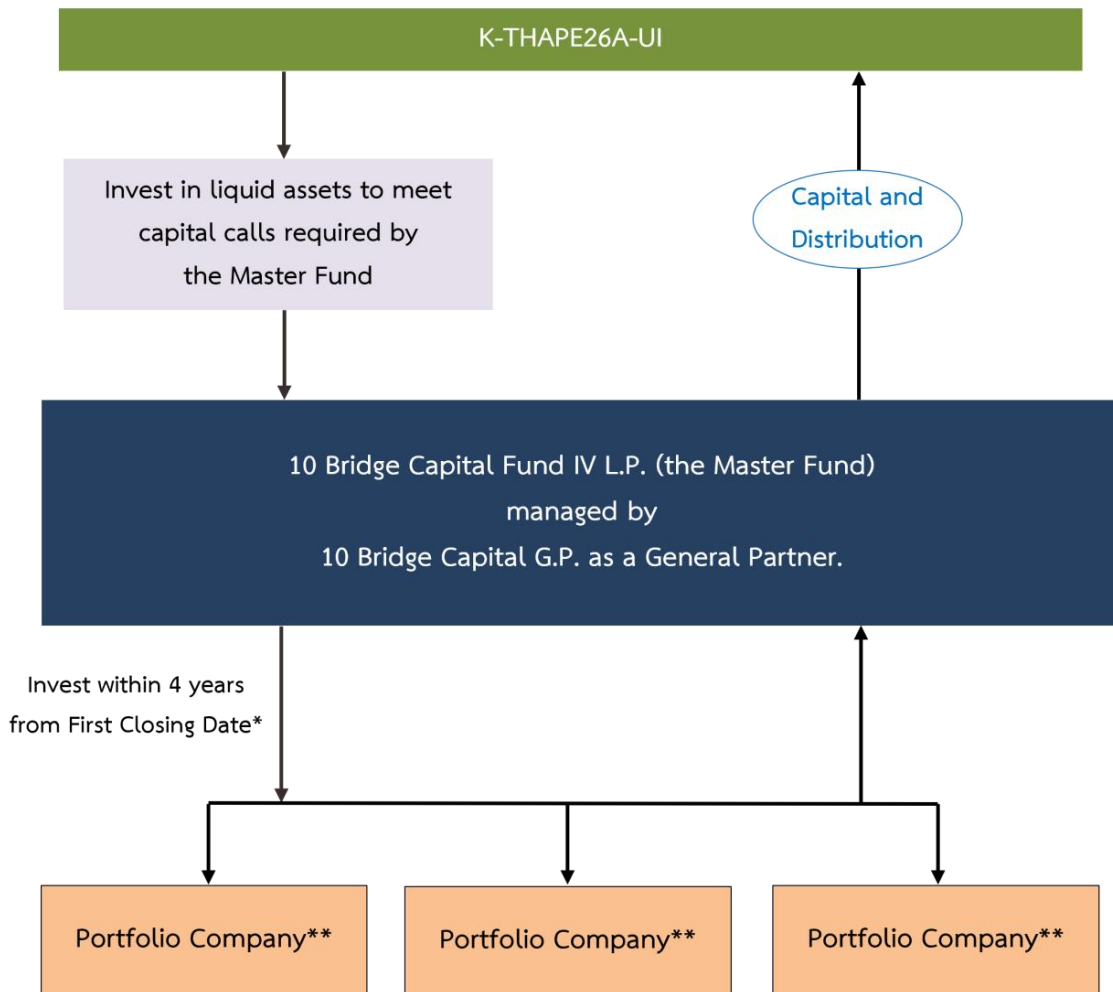 K-THAPE26A-UI
Invest in liquid assets to meet
capital calls required by
the Master Fund
Capital and
Distribution
10 Bridge Capital Fund IV L.P. (the Master Fund)
managed by
10 Bridge Capital G.P. as a General Partner.
Invest within 4 years
from First Closing Date*
Portfolio Company**
Portfolio Company**
Portfolio Company**